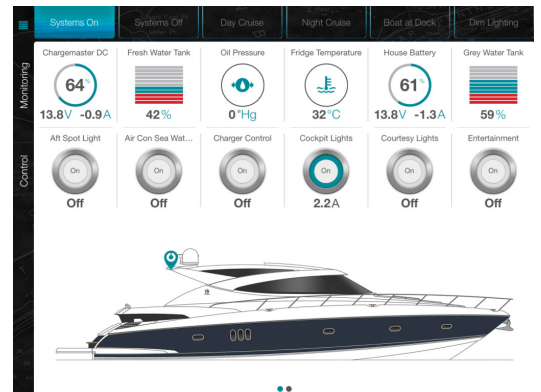 Systems On Systems Off Day Cruise Night Cruise Boat at Dock Dim Lighting
Monitoring
Chargemaster DC Fresh Water Tank Oil Pressure Fridge Temperature House Battery Grey Water Tank
64% 61%
13.8V -0.9A 42% 0"Hg 32°C 13.8V -1.3A 59%
Control
Aft Spot Light Air Con Sea Wat... Charger Control Cockpit Lights Courtesy Lights Entertainment
On On On On On On
Off Off Off 2.2A Off Off